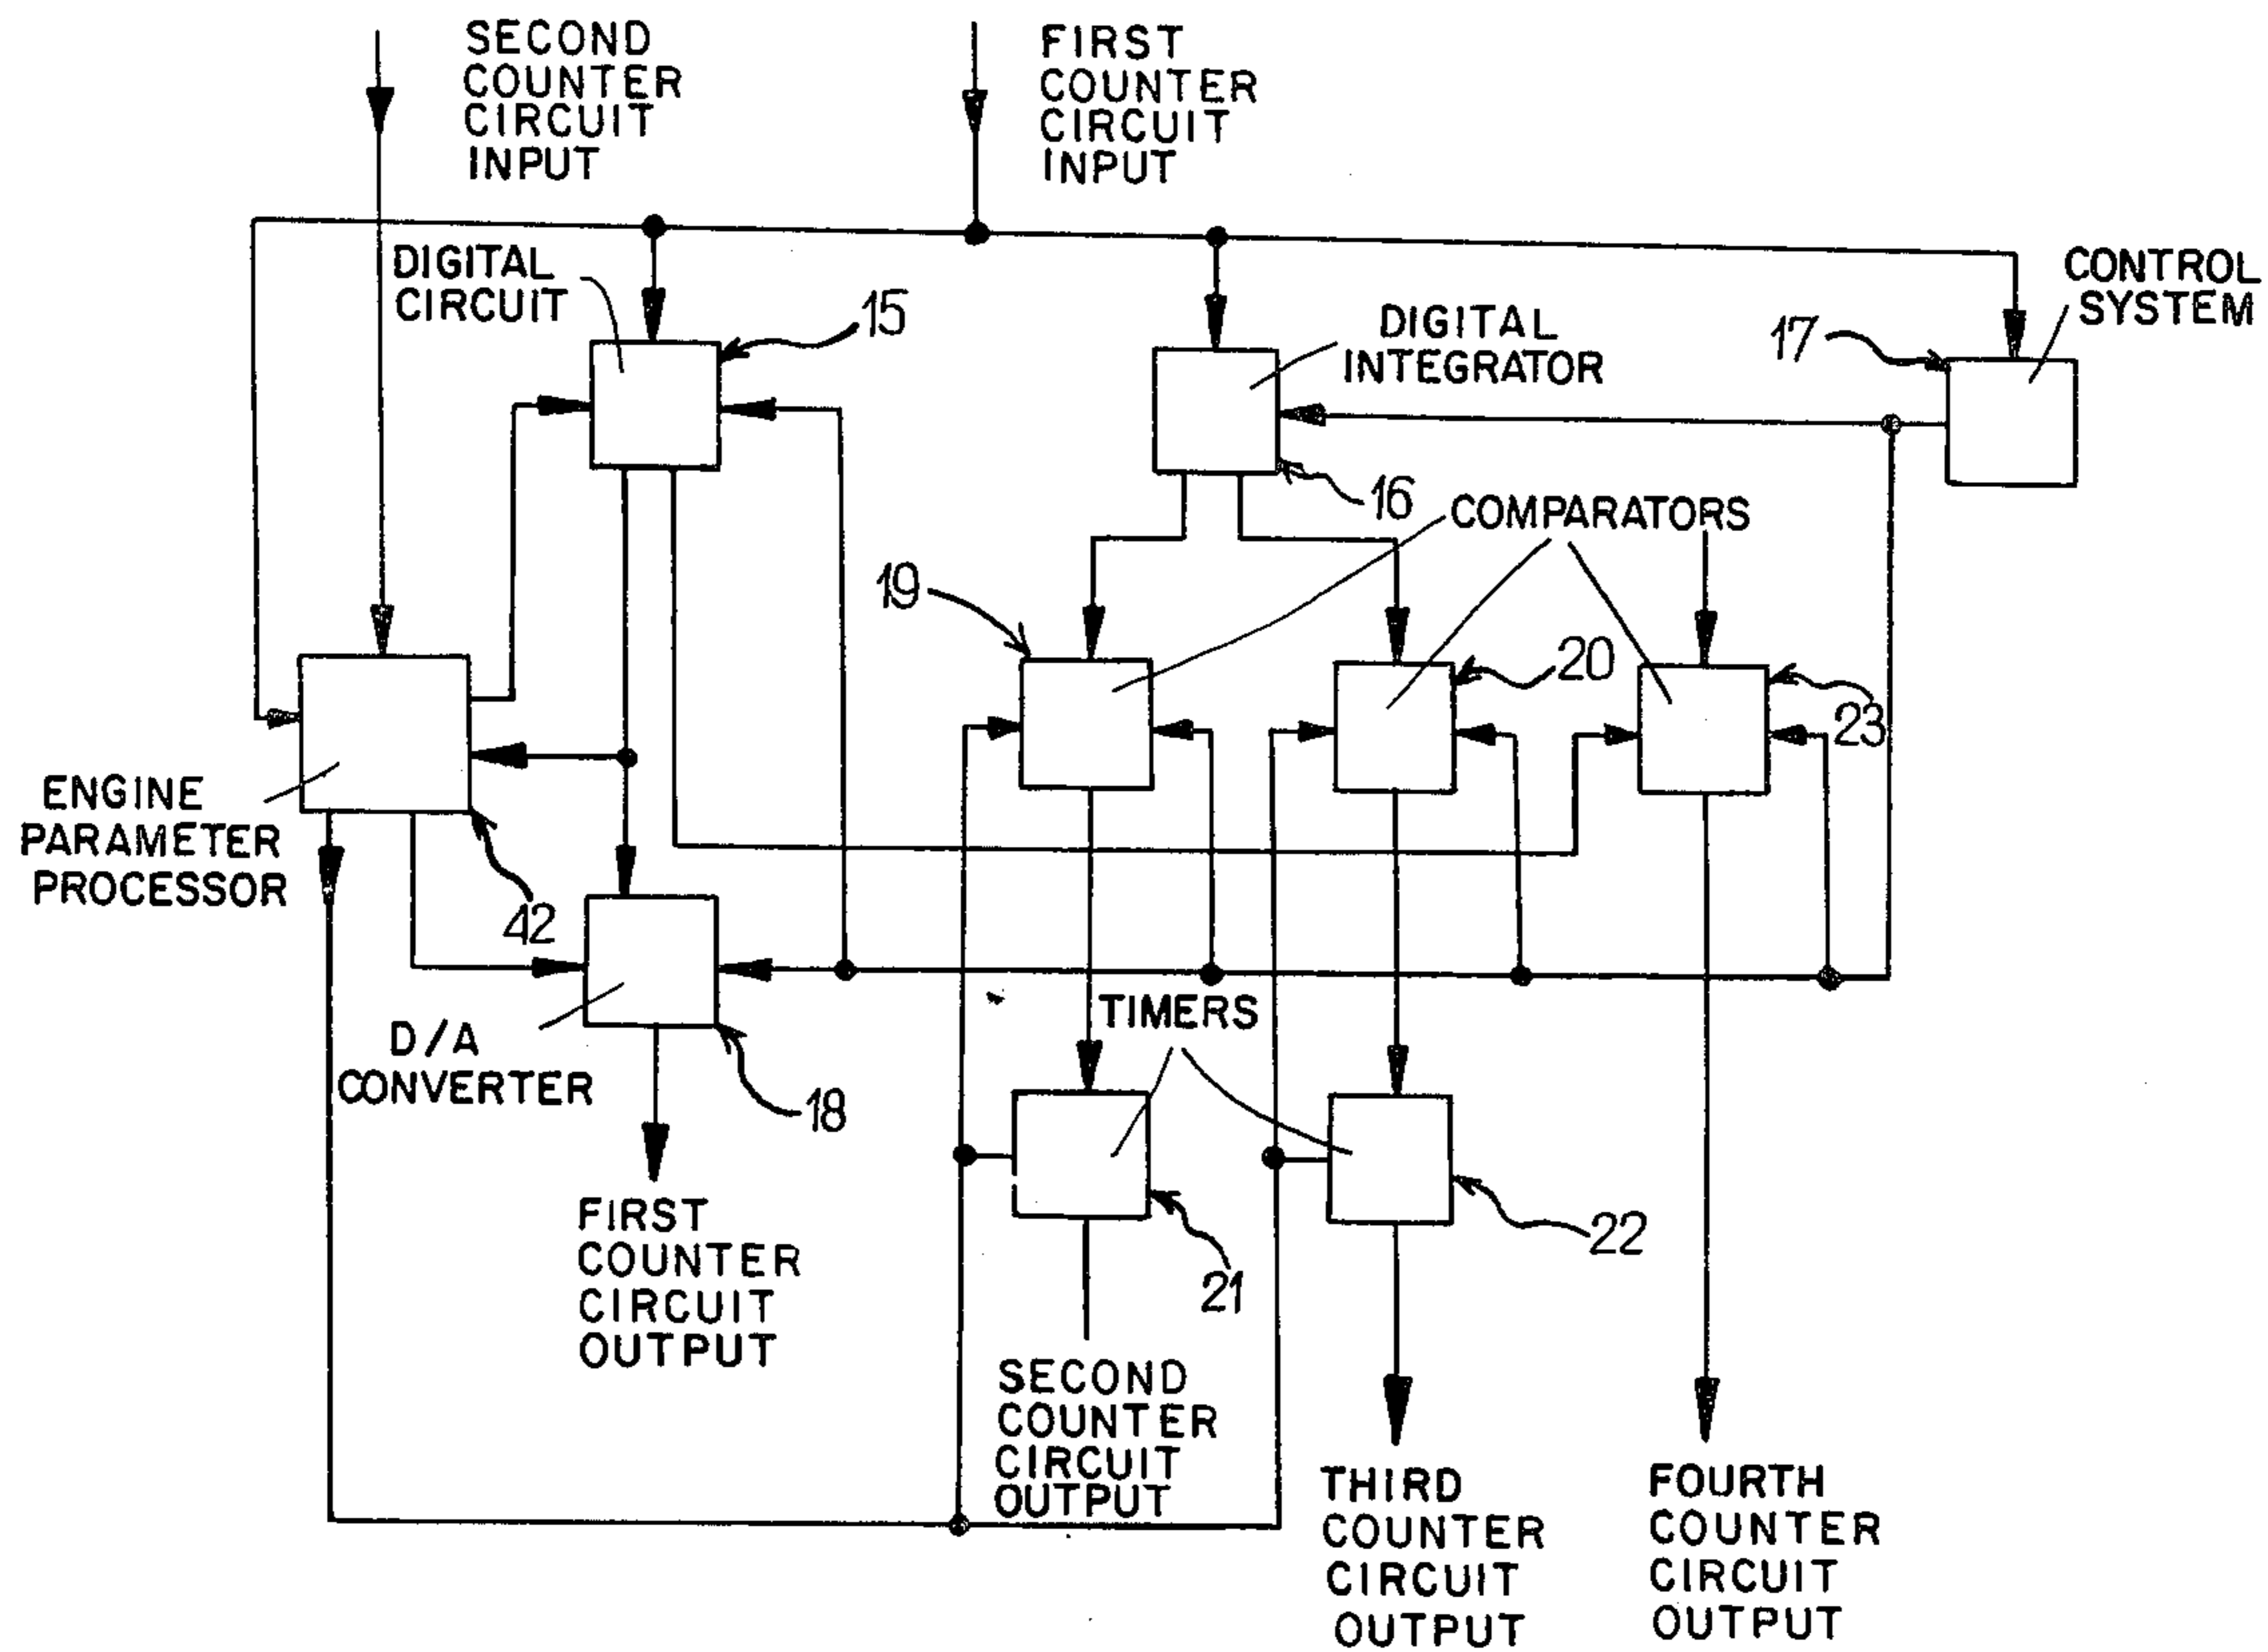 SECOND
COUNTER
CIRCUIT
INPUT
FIRST
COUNTER
CIRCUIT
INPUT
DIGITAL
CIRCUIT
15
DIGITAL
INTEGRATOR
16
17
CONTROL
SYSTEM
COMPARATORS
19
20
23
ENGINE
PARAMETER
PROCESSOR
42
D/A
CONVERTER
18
TIMERS
21
22
FIRST
COUNTER
CIRCUIT
OUTPUT
SECOND
COUNTER
CIRCUIT
OUTPUT
THIRD
COUNTER
CIRCUIT
OUTPUT
FOURTH
COUNTER
CIRCUIT
OUTPUT